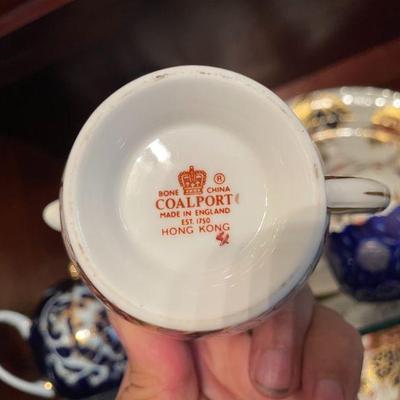 BONE CHINA ®
COALPORT
MADE IN ENGLAND
EST. 1750
HONG KONG